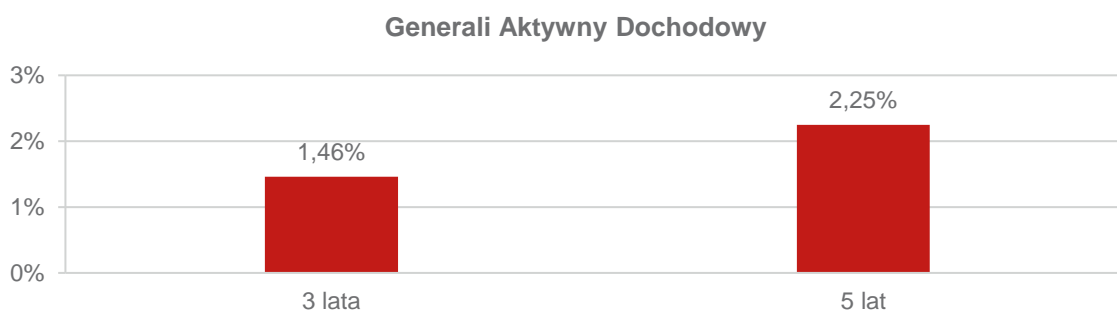 Generali Aktywny Dochodowy
3%
2,25%
2%
1,46%
1%
0%
3 lata
5 lat